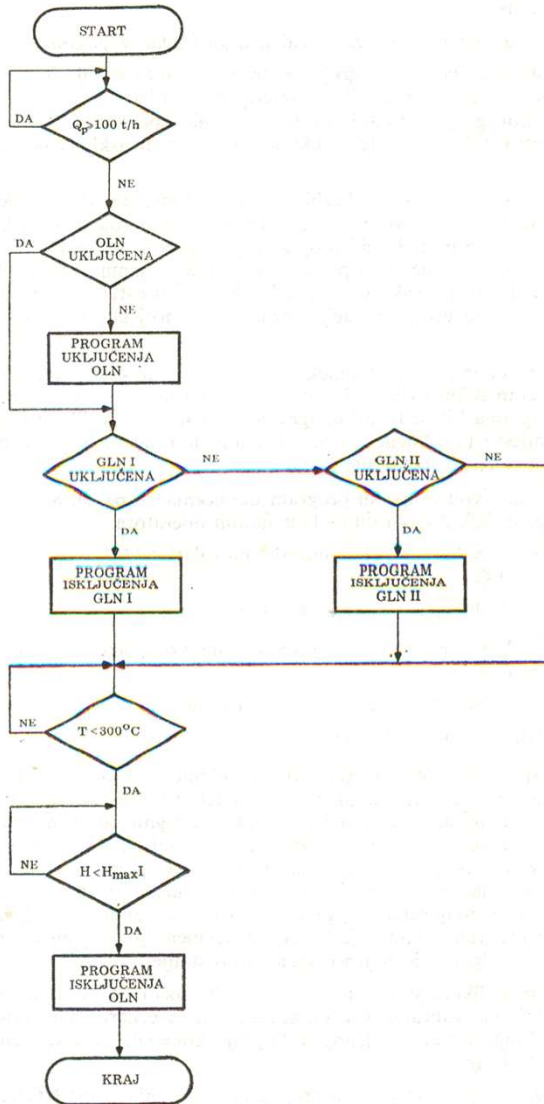 START
DA
Qp≥100 t/h
NE
DA
OLN
UKLJUČENA
NE
PROGRAM
UKLJUČENJA
OLN
GLN I
UKLJUČENA
NE
GLN II
UKLJUČENA
NE
DA
DA
PROGRAM
ISKLJUČENJA
GLN I
PROGRAM
ISKLJUČENJA
GLN II
NE
T<300°C
DA
NE
H<HmaxI
DA
PROGRAM
ISKLJUČENJA
OLN
KRAJ